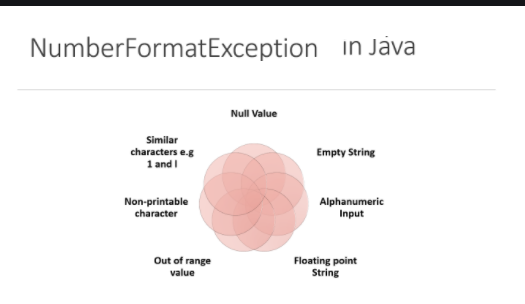 NumberFormatException in Java
Null Value
Similar
characters e.g
1 and l
Empty String
Non-printable
character
Alphanumeric
Input
Out of range
value
Floating point
String